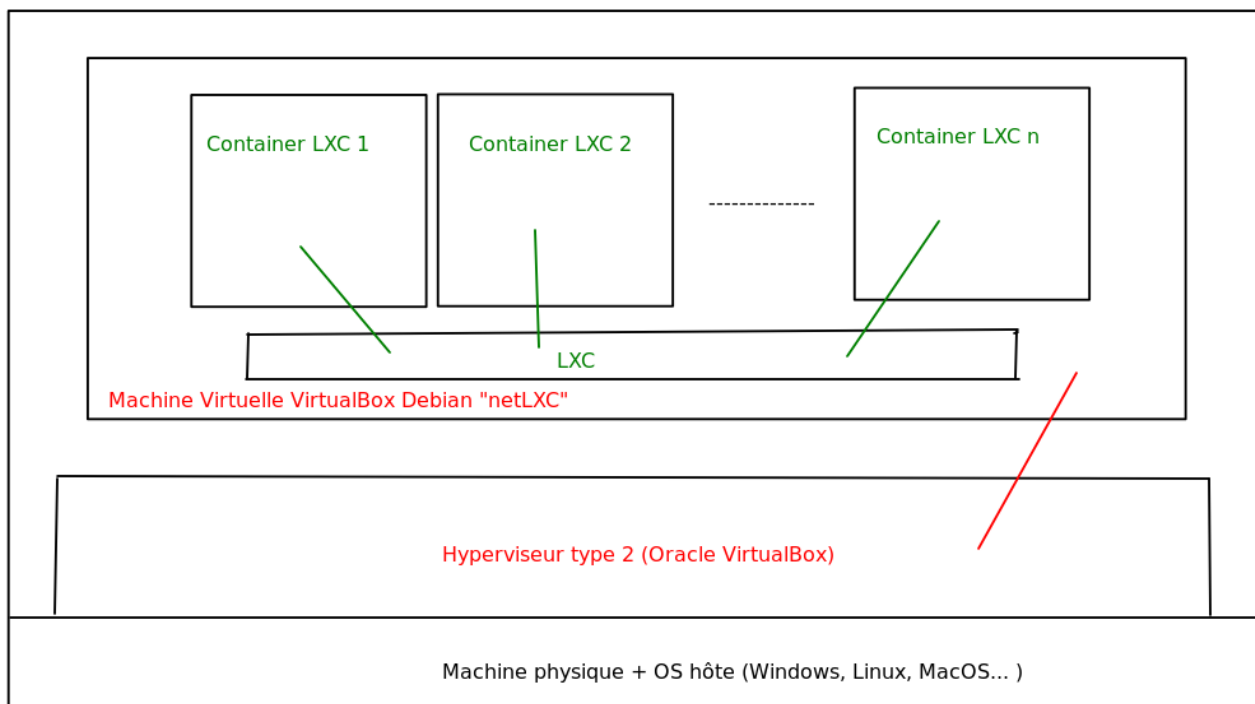 Container LXC 1
Container LXC 2
Container LXC n
LXC
Machine Virtuelle VirtualBox Debian "netLXC"
Hyperviseur type 2 (Oracle VirtualBox)
Machine physique + OS hôte (Windows, Linux, MacOS... )